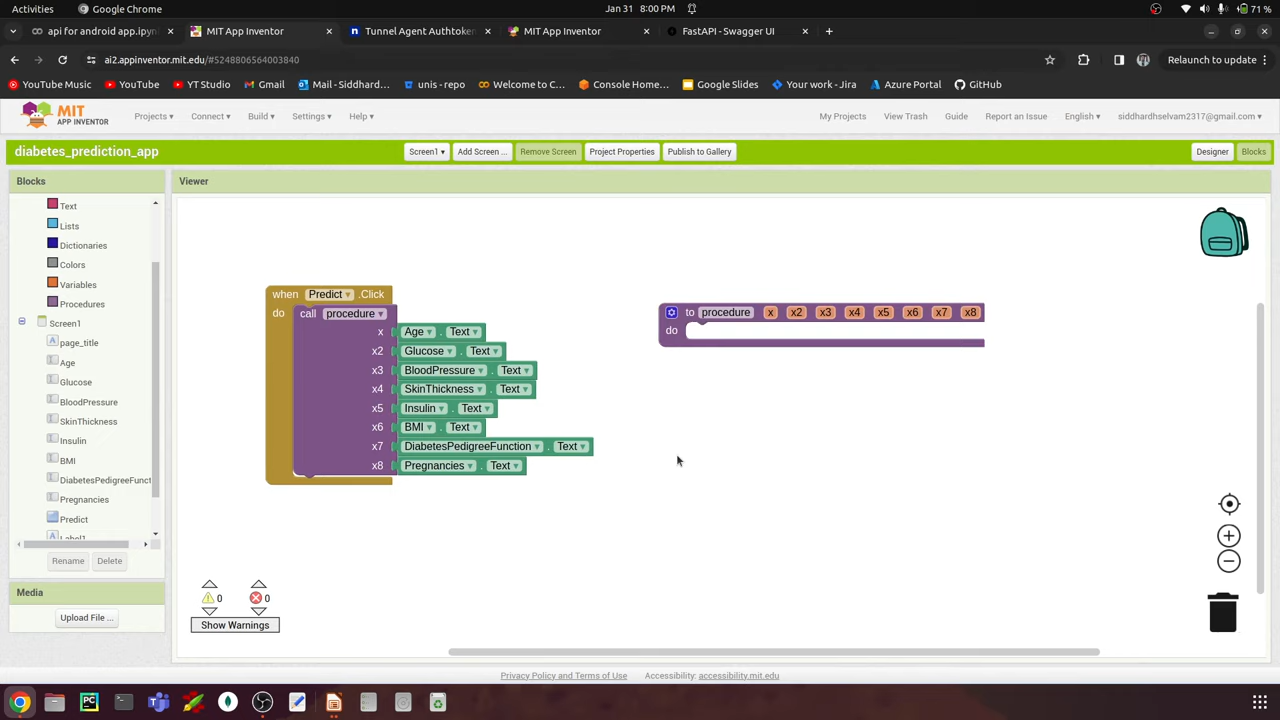 Activities
Google Chrome
Jan 31 8:00 PM
71 %
api for android app.ipyn
MIT App Inventor
Tunnel Agent Authtoke
MIT App Inventor
FastAPI - Swagger UI
ai2.appinventor.mit.edu/#5248806564003840
Relaunch to update
YouTube Music
YouTube
YT Studio
Gmail
Mail - Siddhard...
unis - repo
Welcome to C...
Console Home...
Google Slides
Your work - Jira
Azure Portal
GitHub
MIT
APP INVENTOR
Projects
Connect
Build
Settings
Help
My Projects
View Trash
Guide
Report an Issue
English
siddhardhselvam2317@gmail.com
diabetes_prediction_app
Screen1
Add Screen ...
Remove Screen
Project Properties
Publish to Gallery
Designer
Blocks
Blocks
Viewer
Text
Lists
Dictionaries
Colors
Variables
Procedures
Screen1
page_title
Age
Glucose
BloodPressure
SkinThickness
Insulin
BMI
DiabetesPedigreeFunct
Pregnancies
Predict
Label1
Rename
Delete
Media
Upload File ...
when Predict .Click
do call procedure
x Age . Text
x2 Glucose . Text
x3 BloodPressure . Text
x4 SkinThickness . Text
x5 Insulin . Text
x6 BMI . Text
x7 DiabetesPedigreeFunction . Text
x8 Pregnancies . Text
to procedure x x2 x3 x4 x5 x6 x7 x8
do
0 0
Show Warnings
Privacy Policy and Terms of Use
Accessibility: accessibility.mit.edu